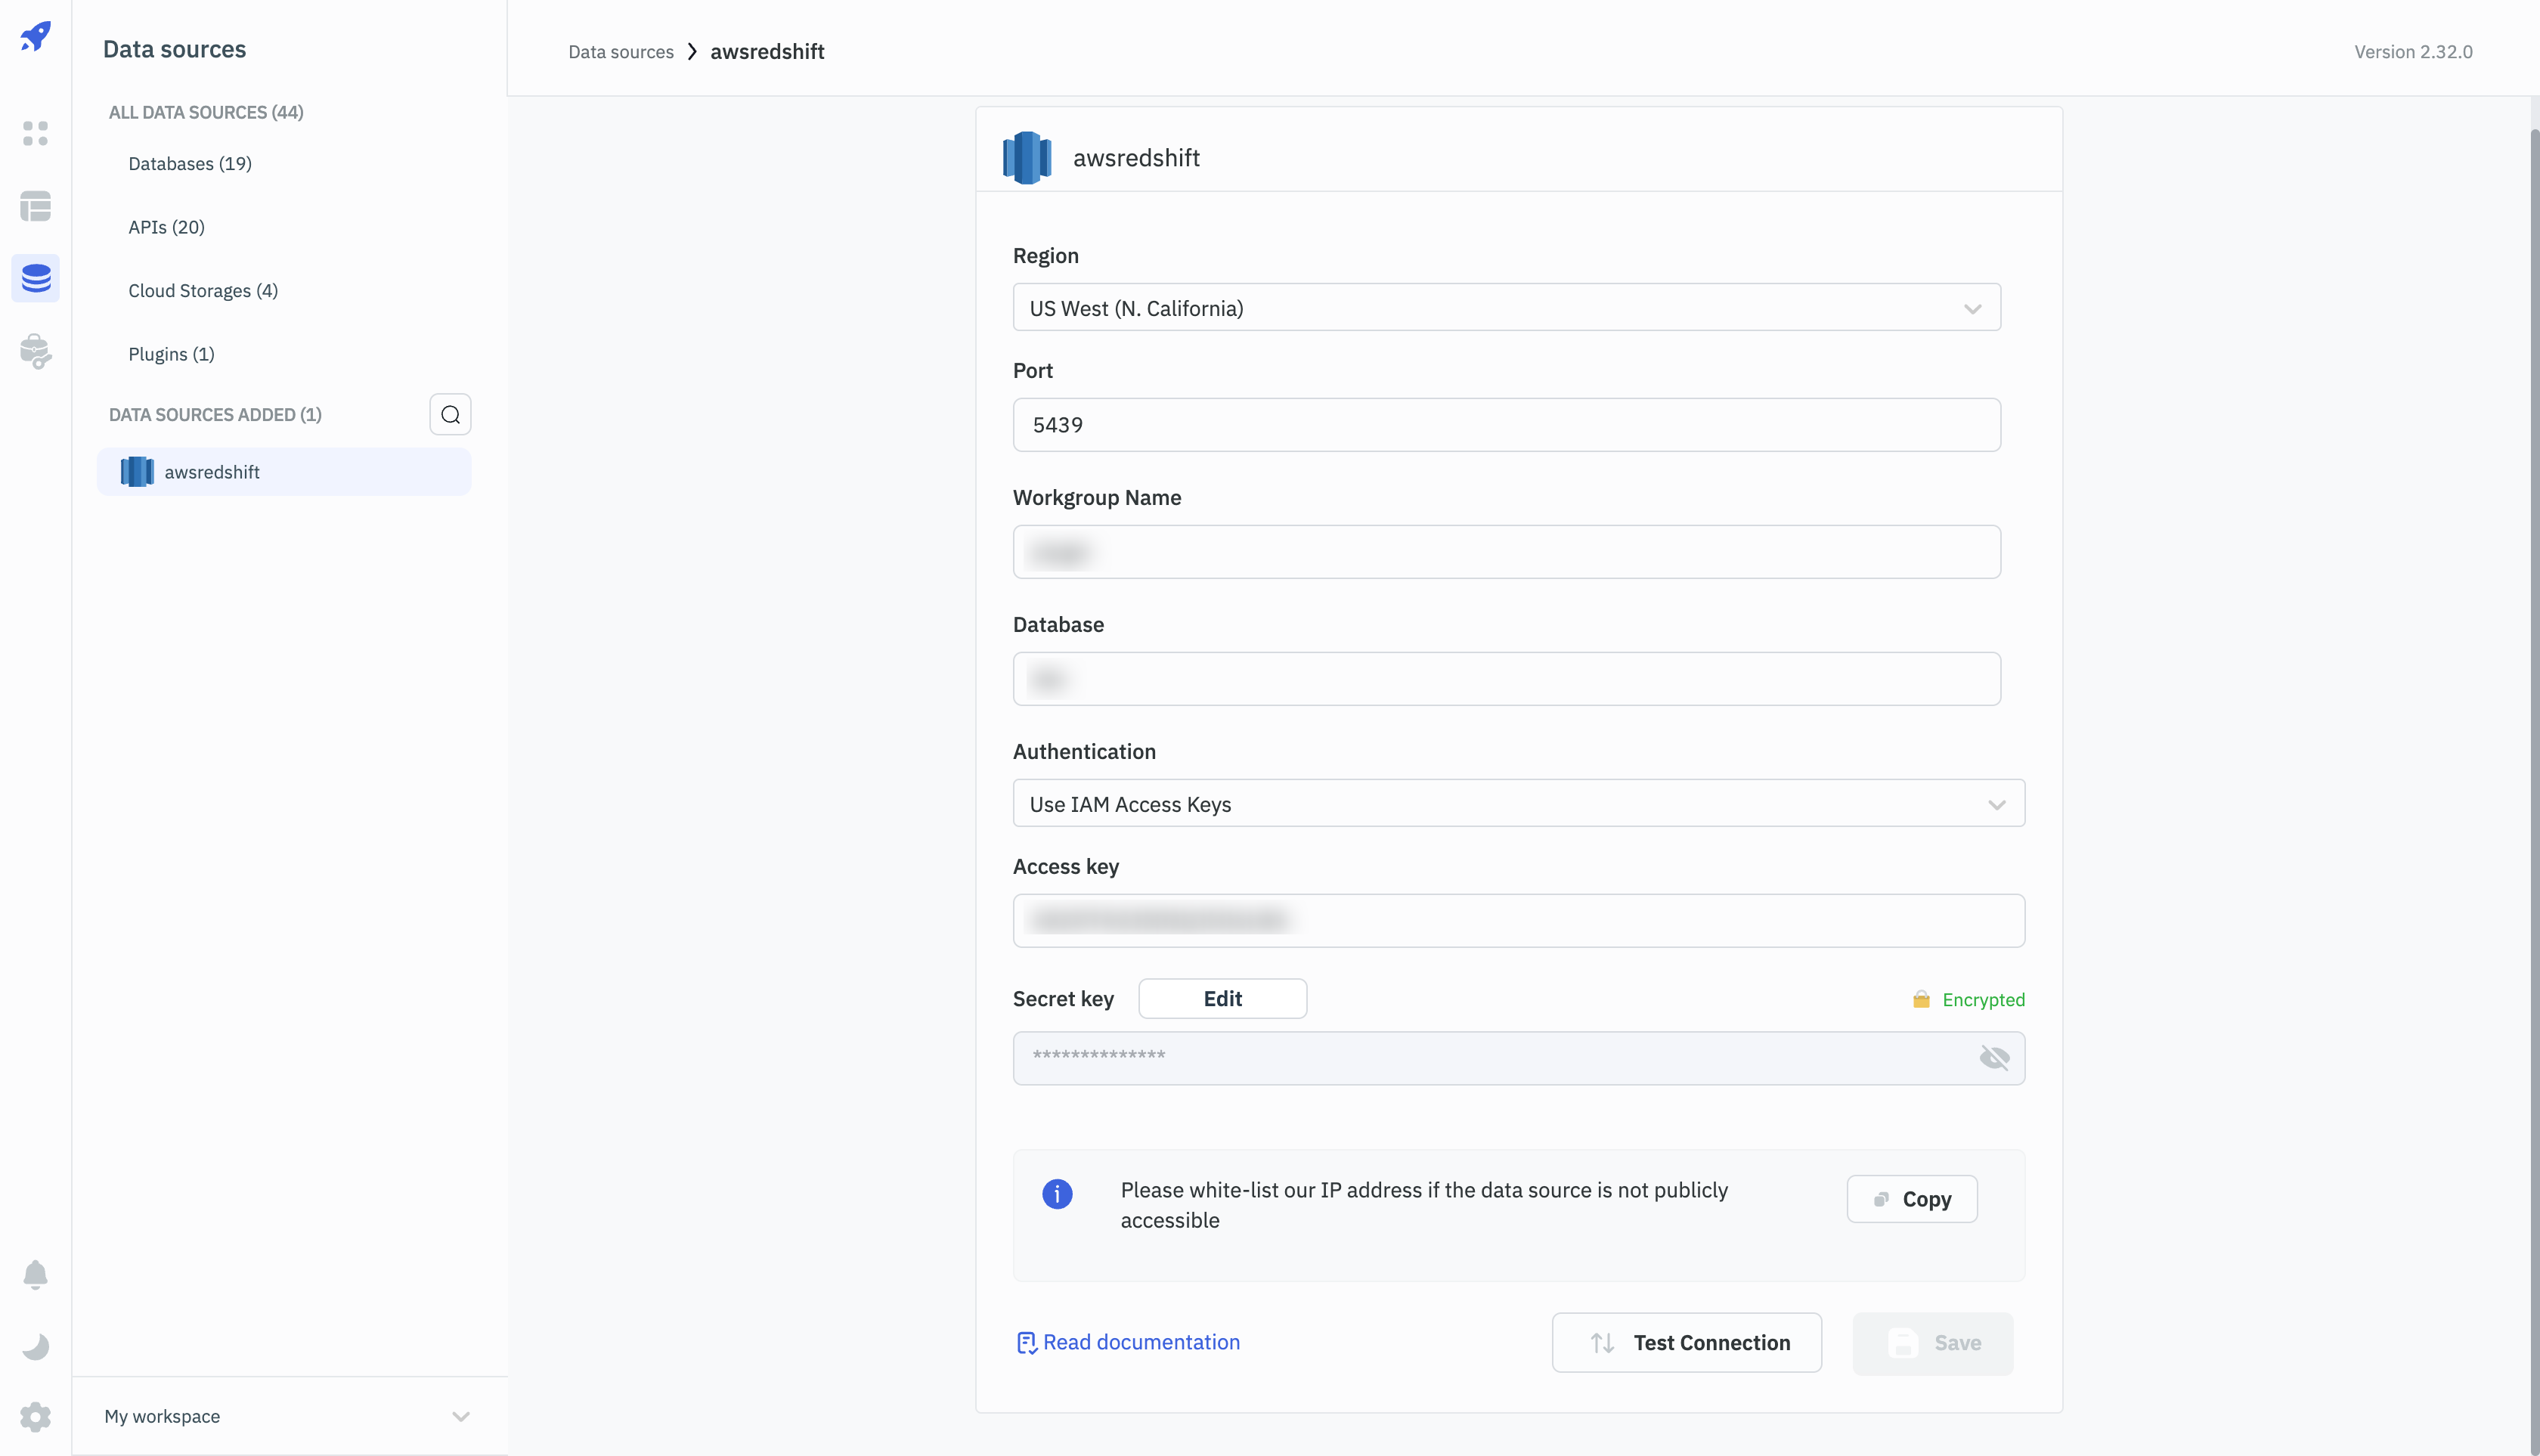 Data sources
ALL DATA SOURCES (44)
Databases (19)
APIs (20)
Cloud Storages (4)
Plugins (1)
DATA SOURCES ADDED (1)
awsredshift
My workspace
Data sources > awsredshift
Version 2.32.0
awsredshift
Region
US West (N. California)
Port
5439
Workgroup Name
Database
Authentication
Use IAM Access Keys
Access key
Secret key Edit Encrypted
**************
Please white-list our IP address if the data source is not publicly
accessible
Copy
Read documentation
Test Connection
Save